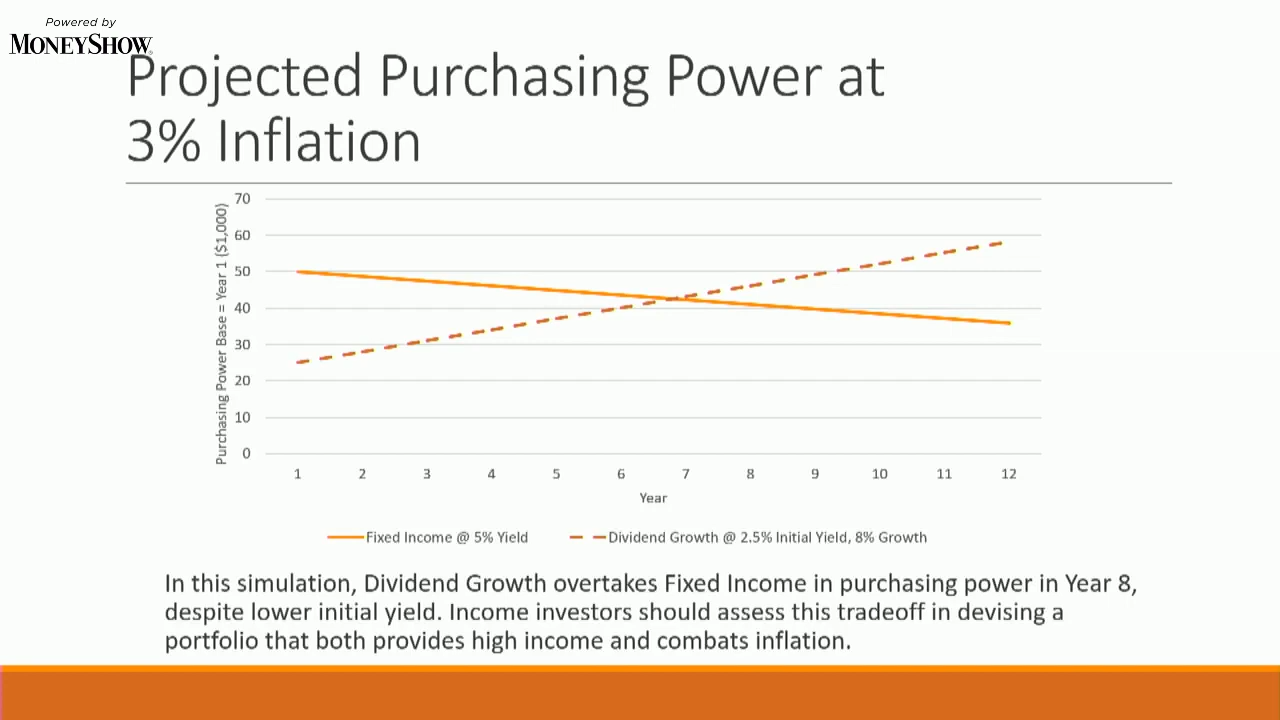 Powered by
MONEYSHOW
Projected Purchasing Power at
3% Inflation
Purchasing Power Base = Year 1 ($1,000)
70
60
50
40
30
20
10
0
1 2 3 4 5 6 7 8 9 10 11 12
Year
Fixed Income @ 5% Yield
Dividend Growth @ 2.5% Initial Yield, 8% Growth
In this simulation, Dividend Growth overtakes Fixed Income in purchasing power in Year 8,
despite lower initial yield. Income investors should assess this tradeoff in devising a
portfolio that both provides high income and combats inflation.